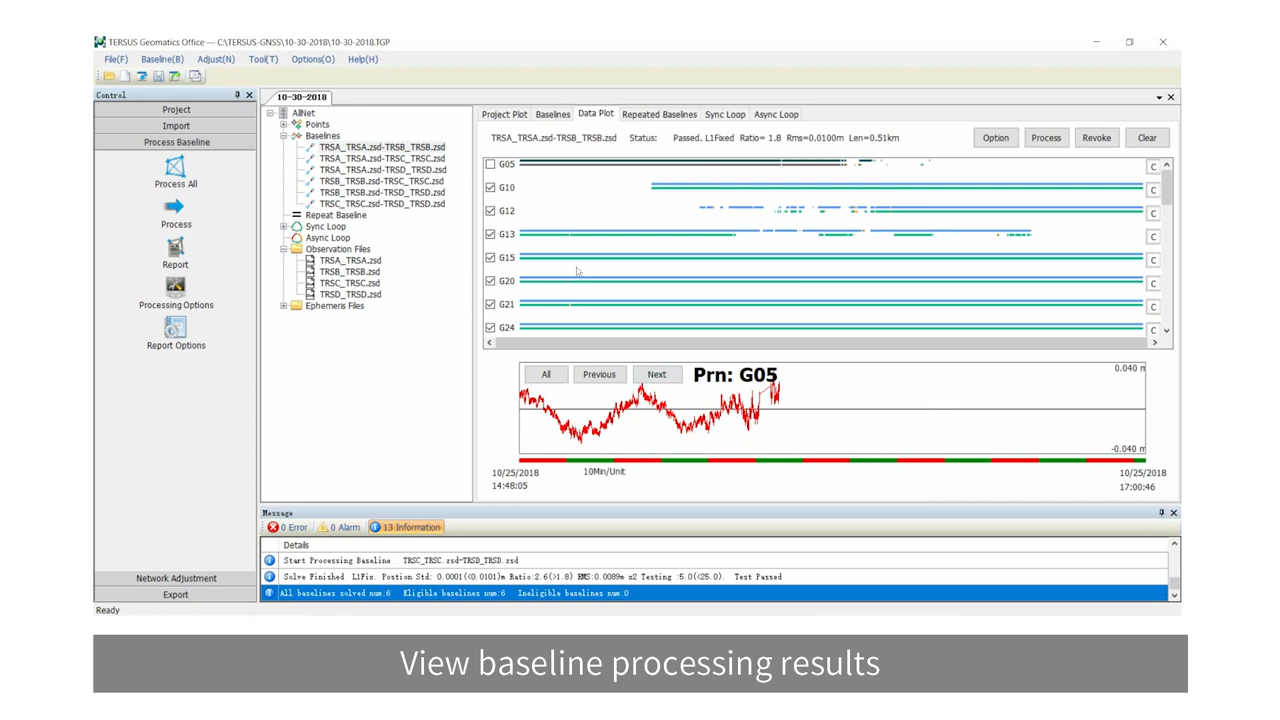 TERSUS Geomatics Office --- C:\TERSUS-GNSS\10-30-2018\10-30-2018.TGP
File(F) Baseline(B) Adjust(N) Tool(T) Options(O) Help(H)
Control
Project
Import
Process Baseline
Process All
Process
Report
Processing Options
Report Options
Network Adjustment
Export
10-30-2018
AllNet
Points
Baselines
TRSA_TRSA.zsd-TRSB_TRSB.zsd
TRSA_TRSA.zsd-TRSC_TRSC.zsd
TRSA_TRSA.zsd-TRSD_TRSD.zsd
TRSB_TRSB.zsd-TRSC_TRSC.zsd
TRSB_TRSB.zsd-TRSD_TRSD.zsd
TRSC_TRSC.zsd-TRSD_TRSD.zsd
Repeat Baseline
Sync Loop
Async Loop
Observation Files
TRSA_TRSA.zsd
TRSB_TRSB.zsd
TRSC_TRSC.zsd
TRSD_TRSD.zsd
Ephemeris Files
Project Plot Baselines Data Plot Repeated Baselines Sync Loop Async Loop
TRSA_TRSA.zsd-TRSB_TRSB.zsd Status: Passed. L1Fixed Ratio= 1.8 Rms=0.0100m Len=0.51km Option Process Revoke Clear
G05 C
G10 C
G12 C
G13 C
G15 C
G20 C
G21 C
G24 C
All Previous Next Prn: G05 0.040 m
-0.040 m
10/25/2018 10Min/Unit 10/25/2018
14:48:05 17:00:46
Message
0 Error 0 Alarm 13 Information
Details
Start Processing Baseline TRSC_TRSC.zsd-TRSD_TRSD.zsd
Solve Finished L1Fix. Postion Std: 0.0001(<0.0101)m Ratio:2.6(>1.8) RMS:0.0089m x2 Testing :5.0(<25.0). Test Passed
All baselines solved num:6 Eligible baselines num:6 Ineligible baselines num:0
Ready
View baseline processing results